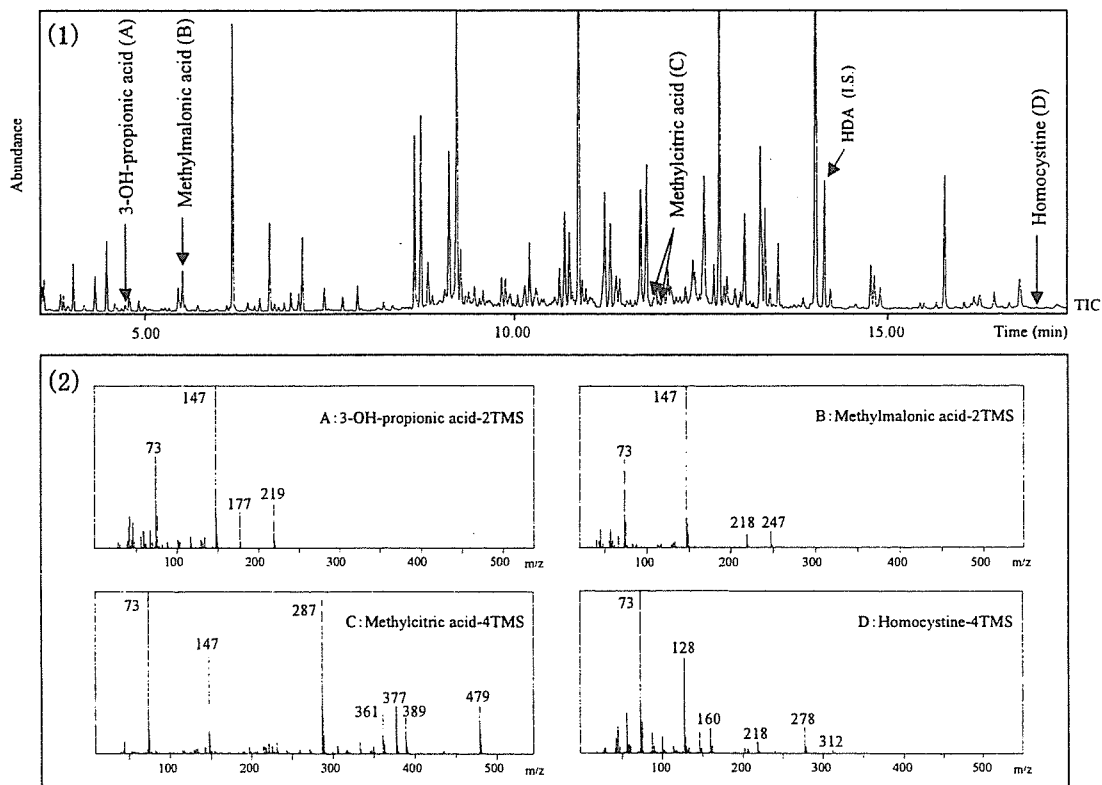 (1)
3-OH-propionic acid (A)
Methylmalonic acid (B)
Methylcitric acid (C)
HDA (I.S.)
Homocystine (D)
Abundance
TIC
5.00 10.00 15.00 Time (min)
(2)
147
A : 3-OH-propionic acid-2TMS
73
177 219
100 200 300 400 500 m/z
147
B : Methylmalonic acid-2TMS
73
218 247
100 200 300 400 500 m/z
73 287
C : Methylcitric acid-4TMS
147
361 377 389 479
100 200 300 400 500 m/z
73
D : Homocystine-4TMS
128
160 218 278 312
100 200 300 400 500 m/z